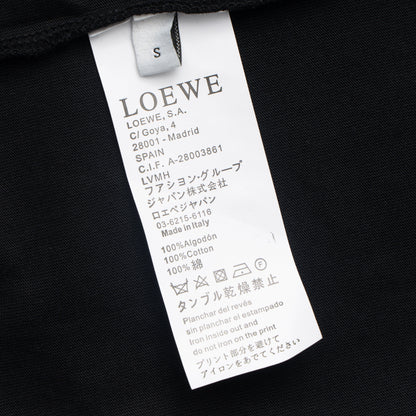 S
LOEWE
LOEWE, S.A.
C/ Goya, 4
28001 - Madrid
SPAIN
C.I.F. A-28003861
LVMH
ファション・グループ
ジャパン株式会社
ロエベジャパン
03-6215-6116
Made in Italy
100%Algodón
100%Cotton
100%綿
F
タンブル乾燥禁止
Planchar del revés
sin planchar el estampado
Iron inside out and
do not iron on the print
プリント部分を避けて
アイロンをあでてください